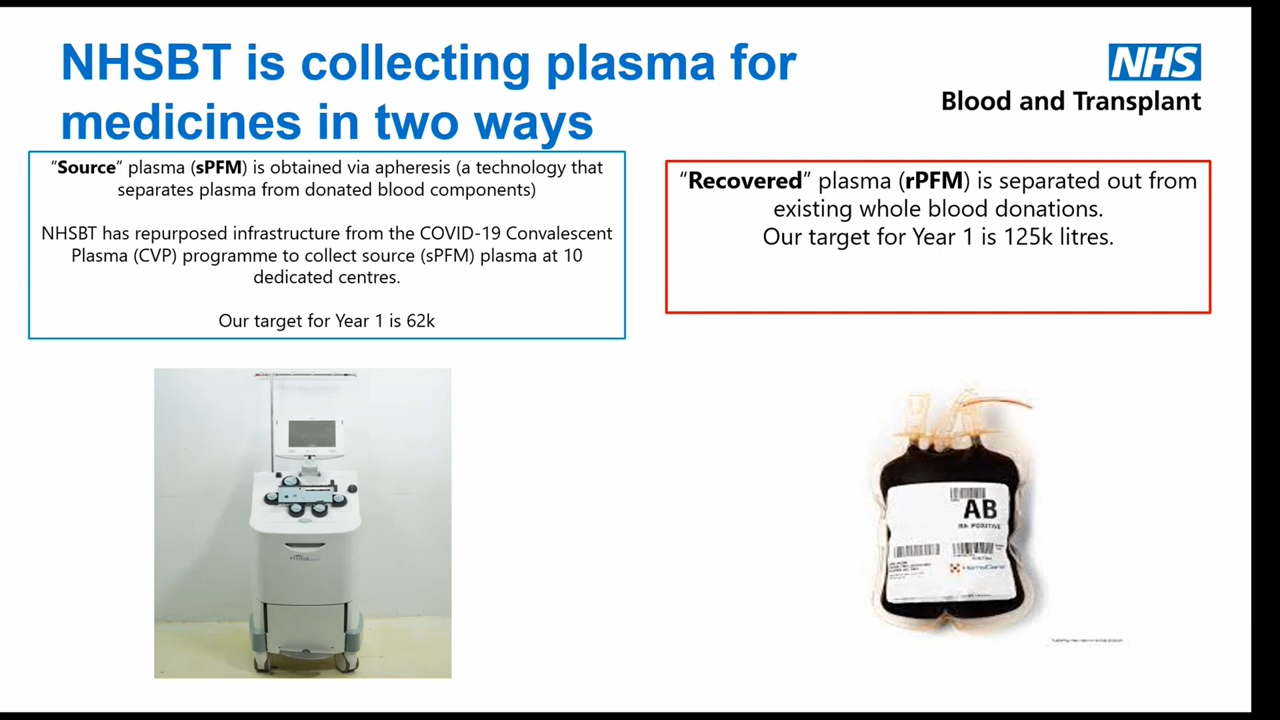 NHSBT is collecting plasma for
medicines in two ways
NHS
Blood and Transplant
“Source” plasma (sPFM) is obtained via apheresis (a technology that
separates plasma from donated blood components)
NHSBT has repurposed infrastructure from the COVID-19 Convalescent
Plasma (CVP) programme to collect source (sPFM) plasma at 10
dedicated centres.
Our target for Year 1 is 62k
“Recovered” plasma (rPFM) is separated out from
existing whole blood donations.
Our target for Year 1 is 125k litres.
AB
Rh POSITIVE
HemaCare